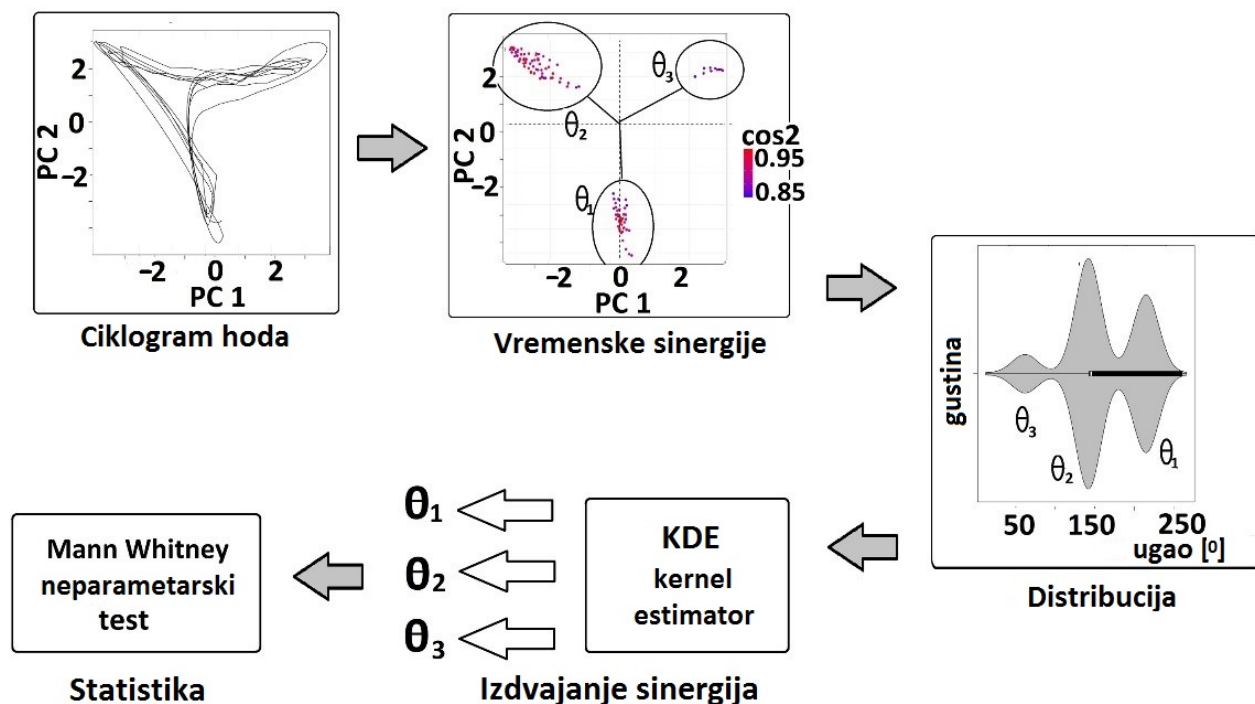 2
0
−2
PC 2
−2 0 2
PC 1
Ciklogram hoda
2
0
−2
PC 2
θ3
θ2
θ1
cos2
0.95
0.85
−2 0 2
PC 1
Vremenske sinergije
gustina
θ3
θ2
θ1
50 150 250
ugao [0]
Distribucija
KDE
kernel
estimator
θ1
θ2
θ3
Izdvajanje sinergija
Mann Whitney
neparametarski
test
Statistika